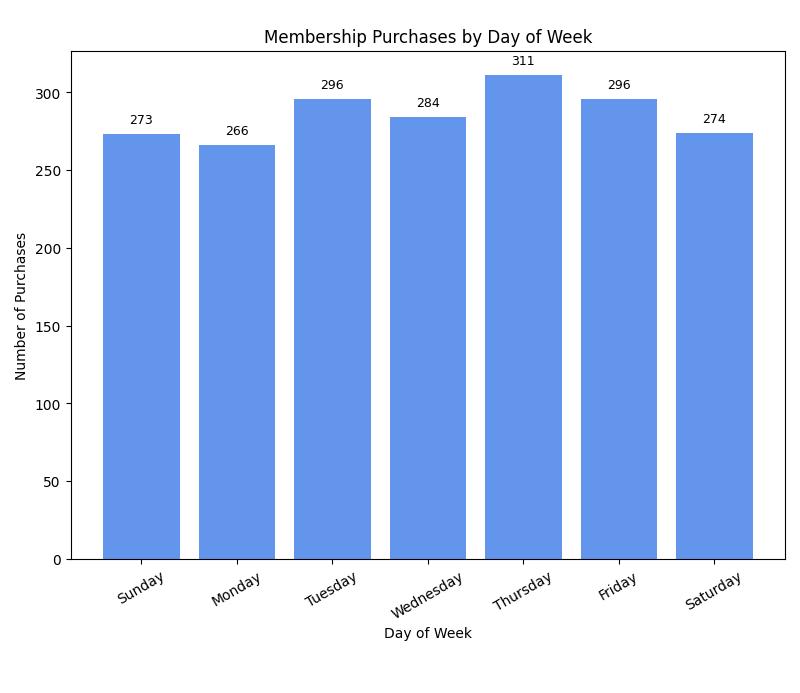 Membership Purchases by Day of Week
Number of Purchases
300
250
200
150
100
50
0
273
266
296
284
311
296
274
Sunday
Monday
Tuesday
Wednesday
Thursday
Friday
Saturday
Day of Week